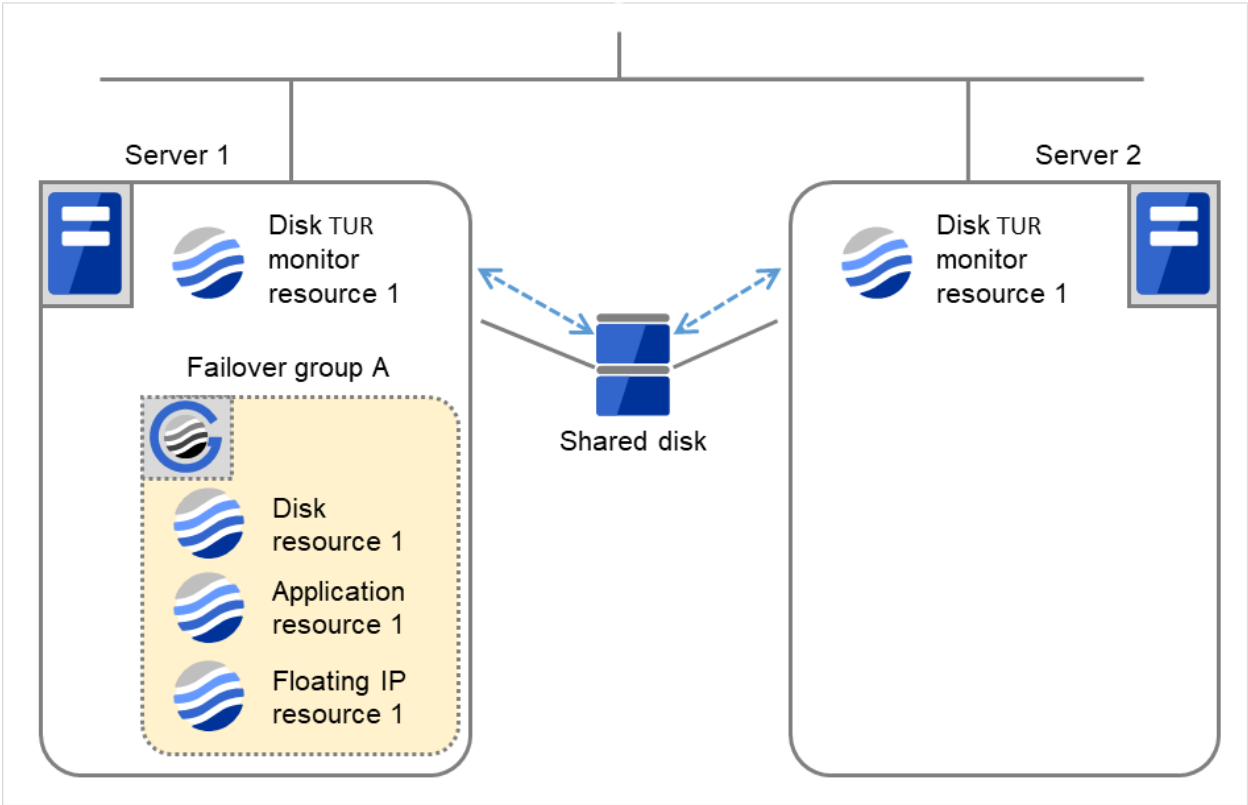 Server 1
Server 2
Disk TUR
monitor
resource 1
Disk TUR
monitor
resource 1
Failover group A
Shared disk
Disk
resource 1
Application
resource 1
Floating IP
resource 1